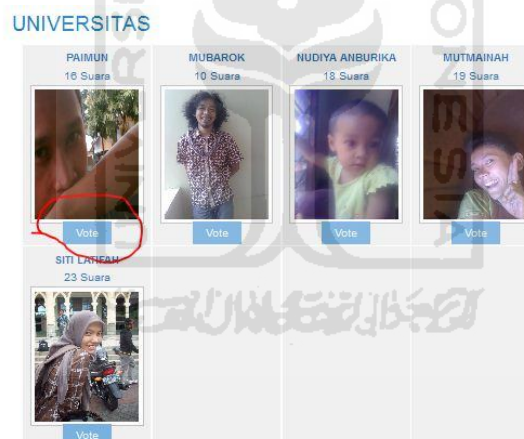 UNIVERSITAS
PAIMUN
16 Suara
Vote
MUBAROK
10 Suara
Vote
NUDIYA ANBURIKA
18 Suara
Vote
MUTMAINAH
19 Suara
Vote
SITI LATIFAH
23 Suara
Vote